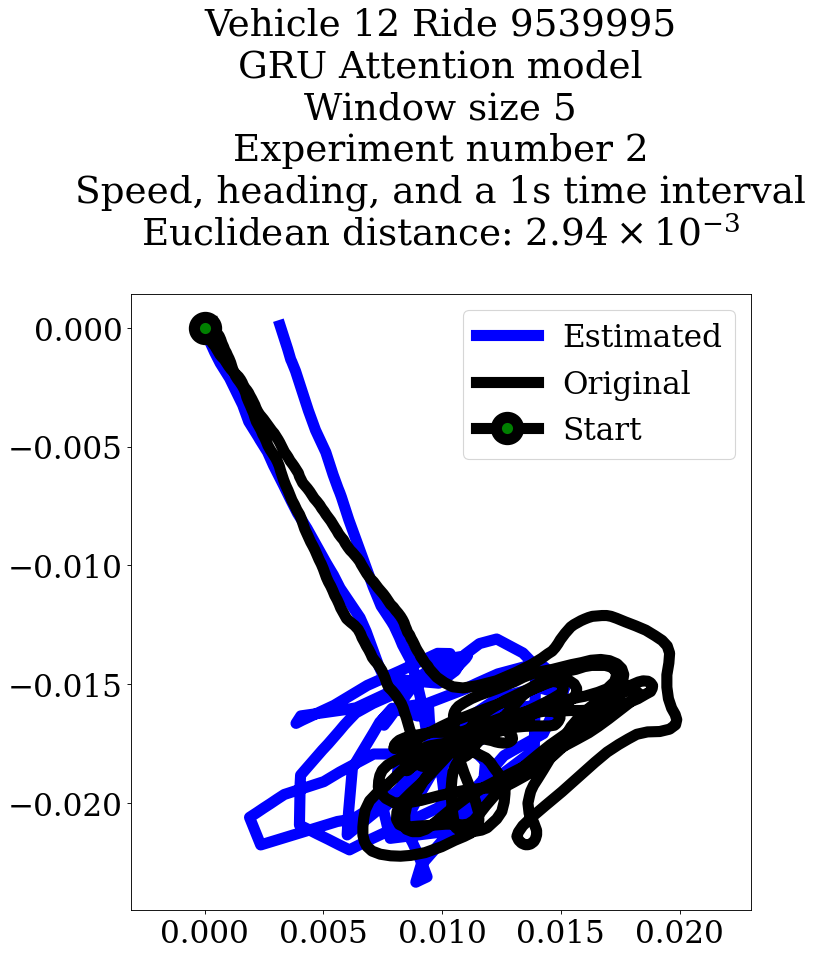 Vehicle 12 Ride 9539995
GRU Attention model
Window size 5
Experiment number 2
Speed, heading, and a 1s time interval
Euclidean distance: 2.94 × 10⁻³
Estimated
Original
Start
0.000
−0.005
−0.010
−0.015
−0.020
0.000 0.005 0.010 0.015 0.020